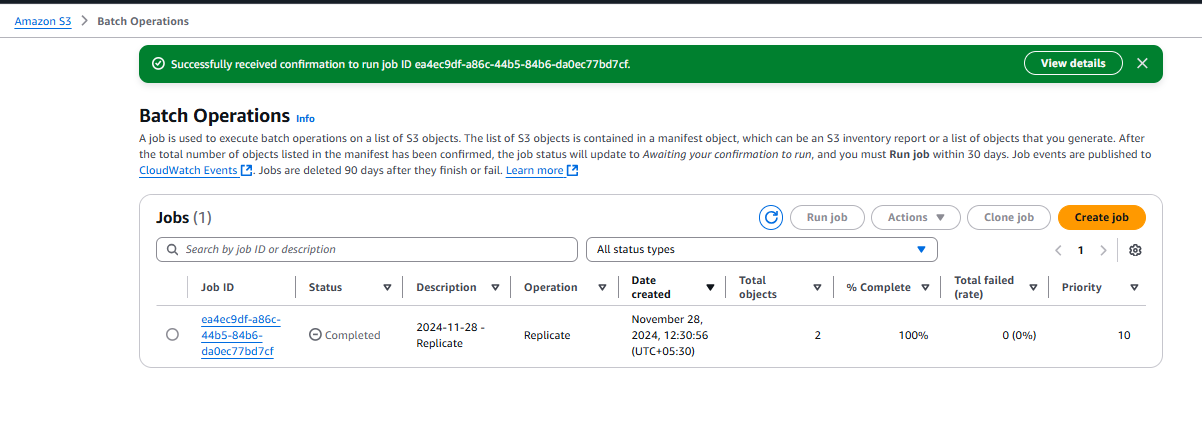 Amazon S3 > Batch Operations
Successfully received confirmation to run job ID ea4ec9df-a86c-44b5-84b6-da0ec77bd7cf.
View details
Batch Operations Info
A job is used to execute batch operations on a list of S3 objects. The list of S3 objects is contained in a manifest object, which can be an S3 inventory report or a list of objects that you generate. After
the total number of objects listed in the manifest has been confirmed, the job status will update to Awaiting your confirmation to run, and you must Run job within 30 days. Job events are published to
CloudWatch Events. Jobs are deleted 90 days after they finish or fail. Learn more
Jobs (1)
Run job
Actions
Clone job
Create job
Search by job ID or description
All status types
1
Job ID
Status
Description
Operation
Date
created
Total
objects
% Complete
Total failed
(rate)
Priority
ea4ec9df-a86c-
44b5-84b6-
da0ec77bd7cf
Completed
2024-11-28 -
Replicate
Replicate
November 28,
2024, 12:30:56
(UTC+05:30)
2
100%
0 (0%)
10